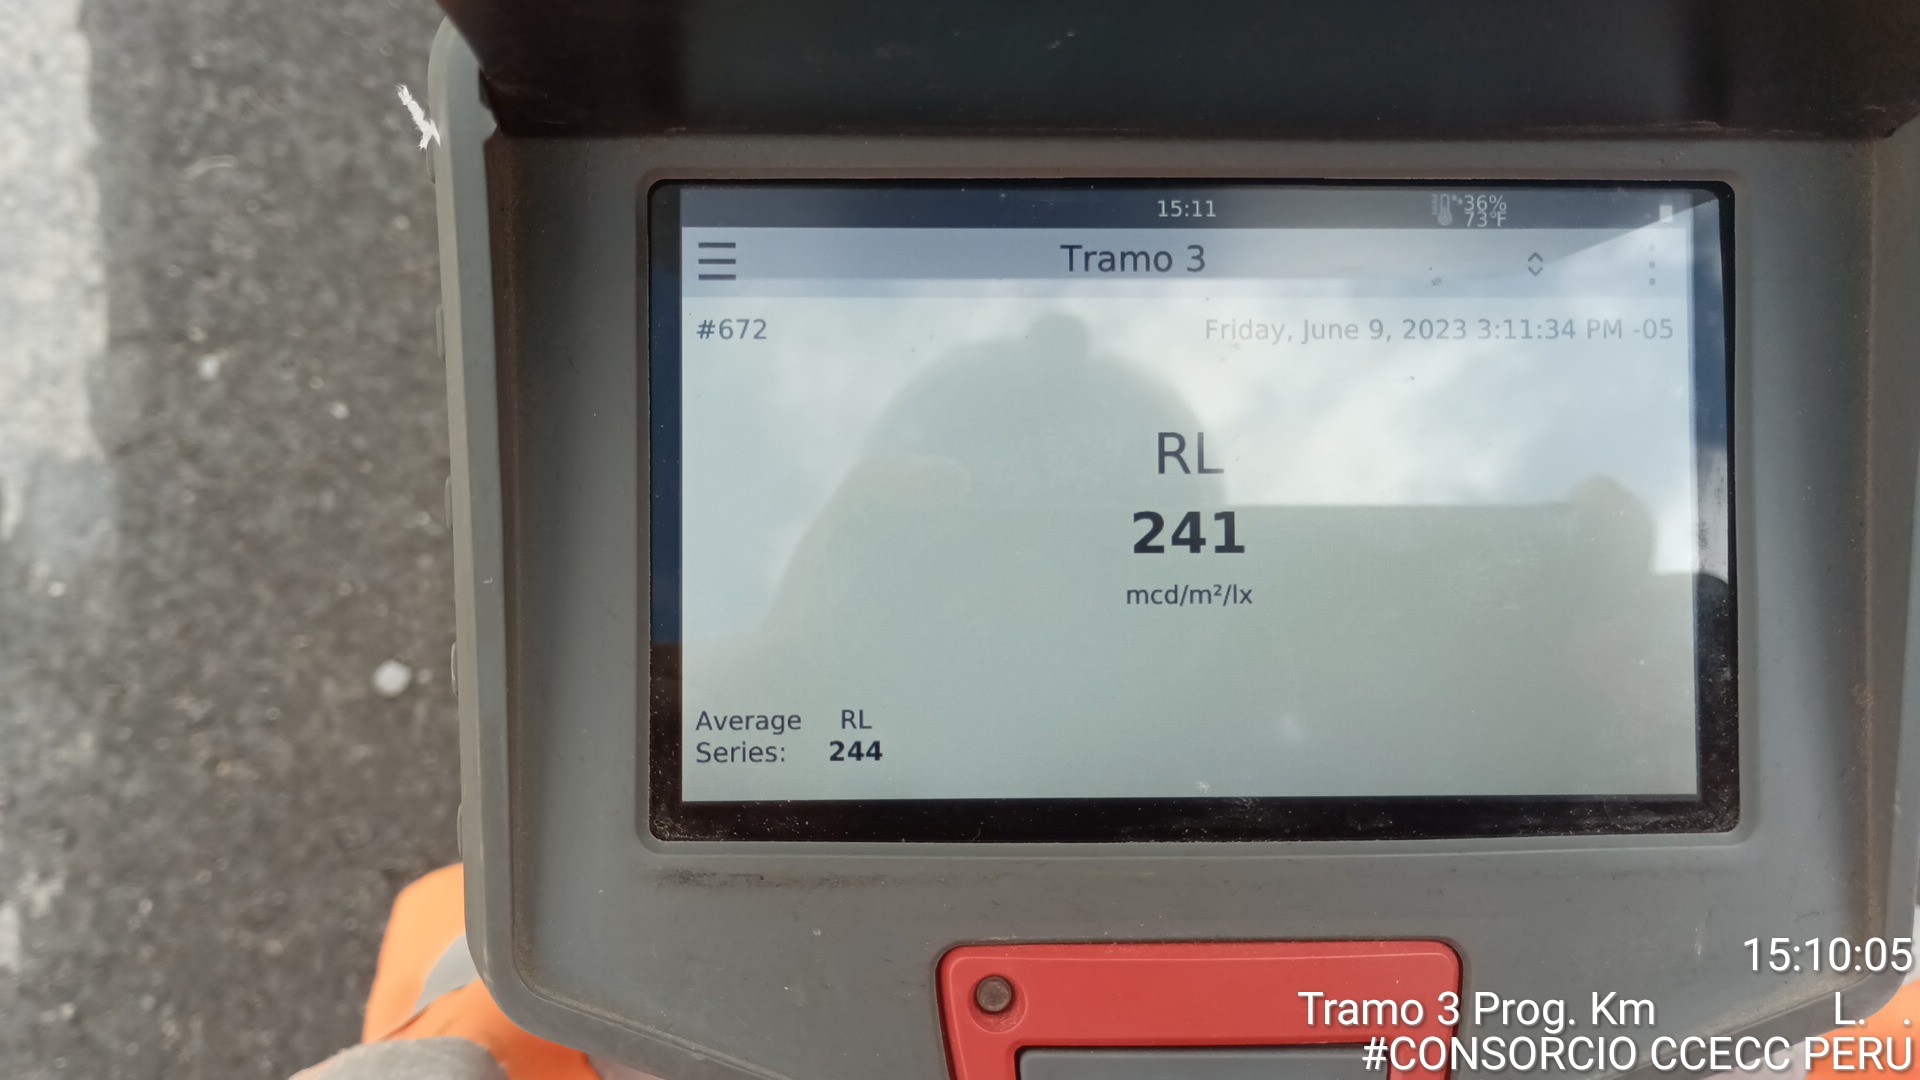 15:11
36%
73°F
Tramo 3
#672
Friday, June 9, 2023 3:11:34 PM -05
RL
241
mcd/m²/lx
Average RL
Series: 244
15:10:05
Tramo 3 Prog. Km L. .
#CONSORCIO CCECC PERU